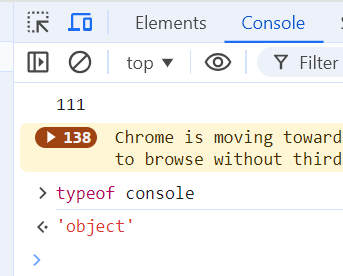 Elements Console
top Filter
111
138 Chrome is moving toward
to browse without third
typeof console
'object'